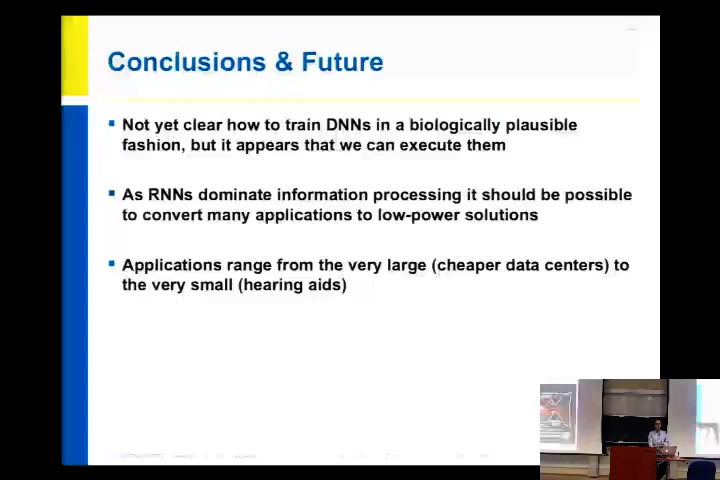 Conclusions & Future
Not yet clear how to train DNNs in a biologically plausible
fashion, but it appears that we can execute them
As RNNs dominate information processing it should be possible
to convert many applications to low-power solutions
Applications range from the very large (cheaper data centers) to
the very small (hearing aids)